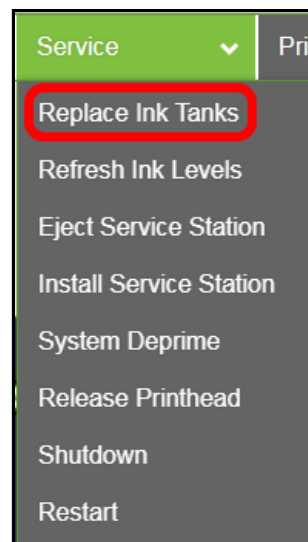 Service
Pri
Replace Ink Tanks
Refresh Ink Levels
Eject Service Station
Install Service Station
System Deprime
Release Printhead
Shutdown
Restart